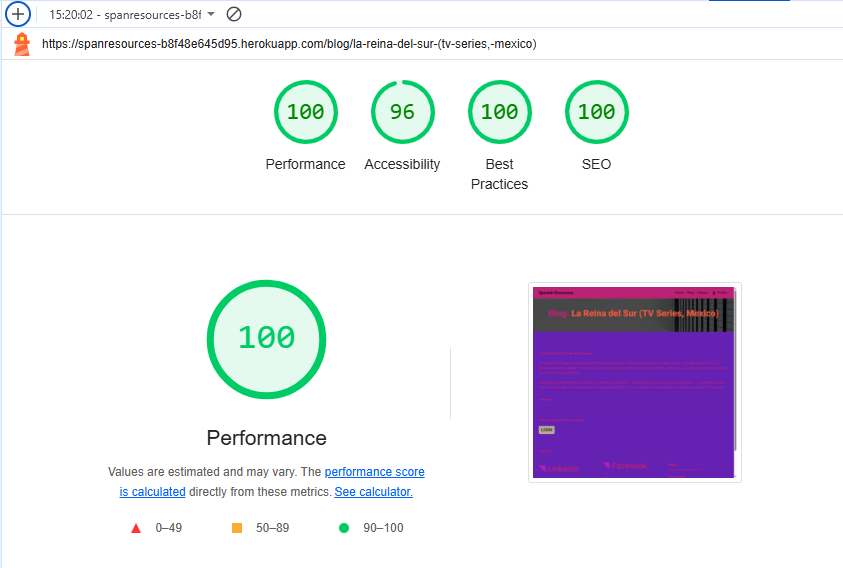 15:20:02 - spanresources-b8f
https://spanresources-b8f48e645d95.herokuapp.com/blog/la-reina-del-sur-(tv-series,-mexico)
100
96
100
100
Performance
Accessibility
Best
Practices
SEO
100
Performance
Values are estimated and may vary. The performance score
is calculated directly from these metrics. See calculator.
0–49
50–89
90–100
Spanish Resources
Blog: La Reina del Sur (TV Series, Mexico)
LOGIN
LinkedIn
Facebook